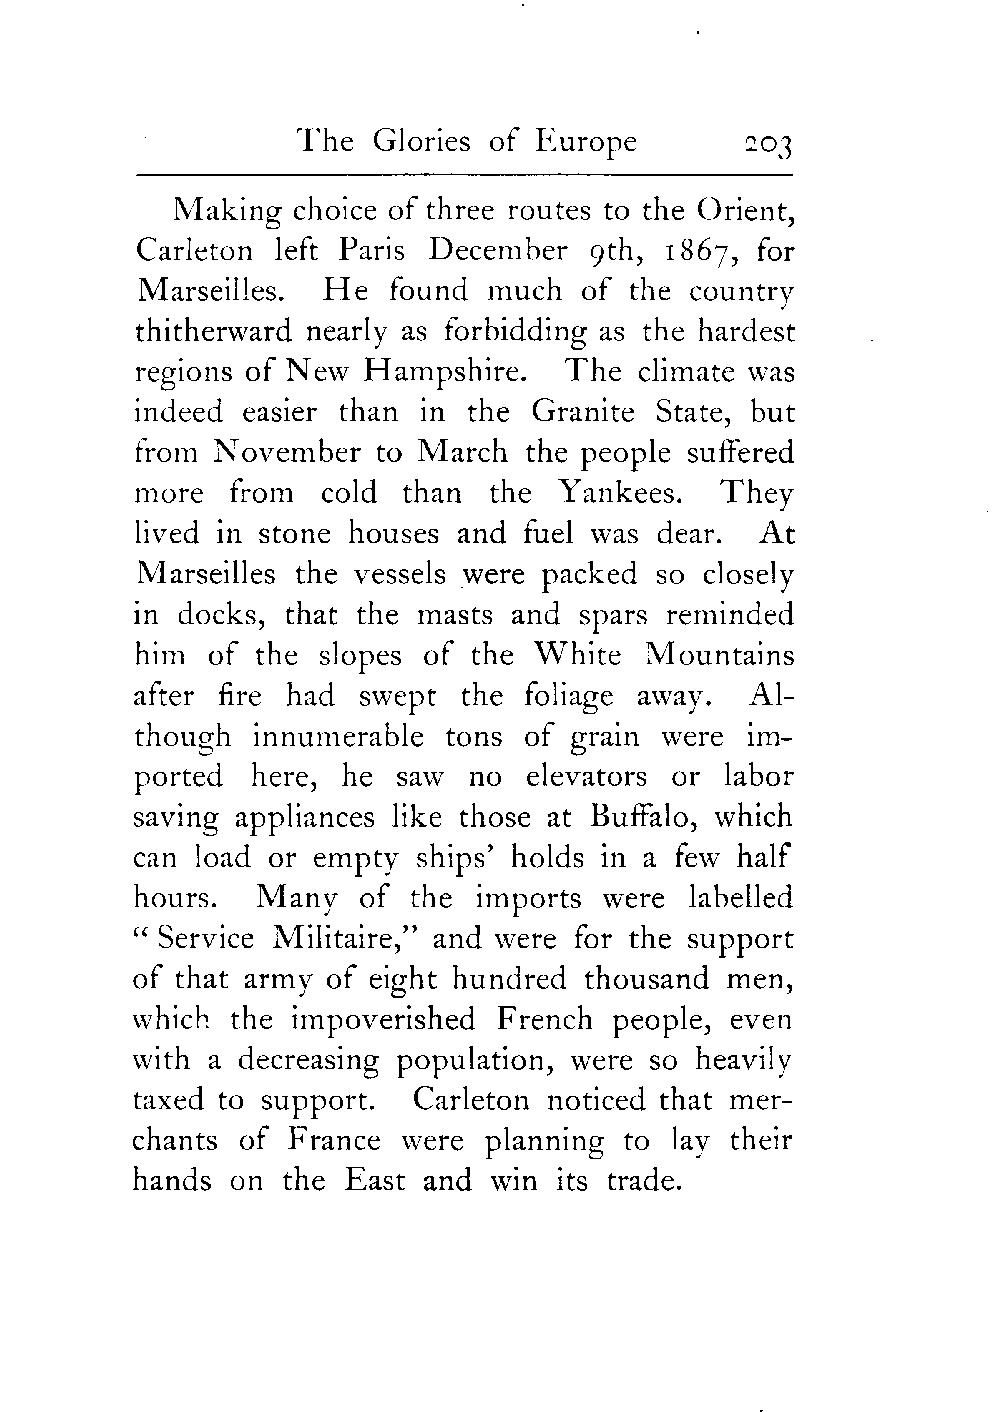 The Glories of Europe 203
Making choice of three routes to the Orient,
Carleton left Paris December 9th, 1867, for
Marseilles. He found much of the country
thitherward nearly as forbidding as the hardest
regions of New Hampshire. The climate was
indeed easier than in the Granite State, but
from November to March the people suffered
more from cold than the Yankees. They
lived in stone houses and fuel was dear. At
Marseilles the vessels were packed so closely
in docks, that the masts and spars reminded
him of the slopes of the White Mountains
after fire had swept the foliage away. Al-
though innumerable tons of grain were im-
ported here, he saw no elevators or labor
saving appliances like those at Buffalo, which
can load or empty ships' holds in a few half
hours. Many of the imports were labelled
" Service Militaire," and were for the support
of that army of eight hundred thousand men,
which the impoverished French people, even
with a decreasing population, were so heavily
taxed to support. Carleton noticed that mer-
chants of France were planning to lay their
hands on the East and win its trade.